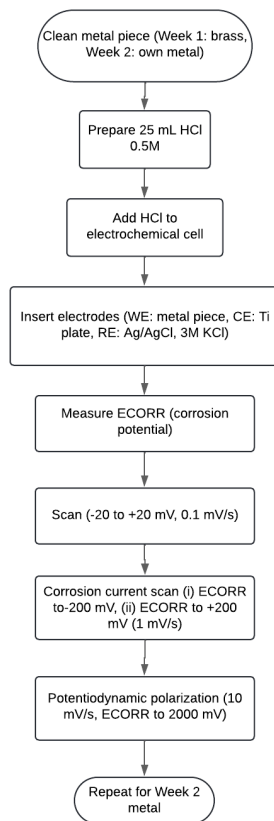 Clean metal piece (Week 1: brass,
Week 2: own metal)
Prepare 25 mL HCl
0.5M
Add HCl to
electrochemical cell
Insert electrodes (WE: metal piece, CE: Ti
plate, RE: Ag/AgCl, 3M KCl)
Measure ECORR (corrosion
potential)
Scan (-20 to +20 mV, 0.1 mV/s)
Corrosion current scan (i) ECORR
to-200 mV, (ii) ECORR to +200
mV (1 mV/s)
Potentiodynamic polarization (10
mV/s, ECORR to 2000 mV)
Repeat for Week 2
metal